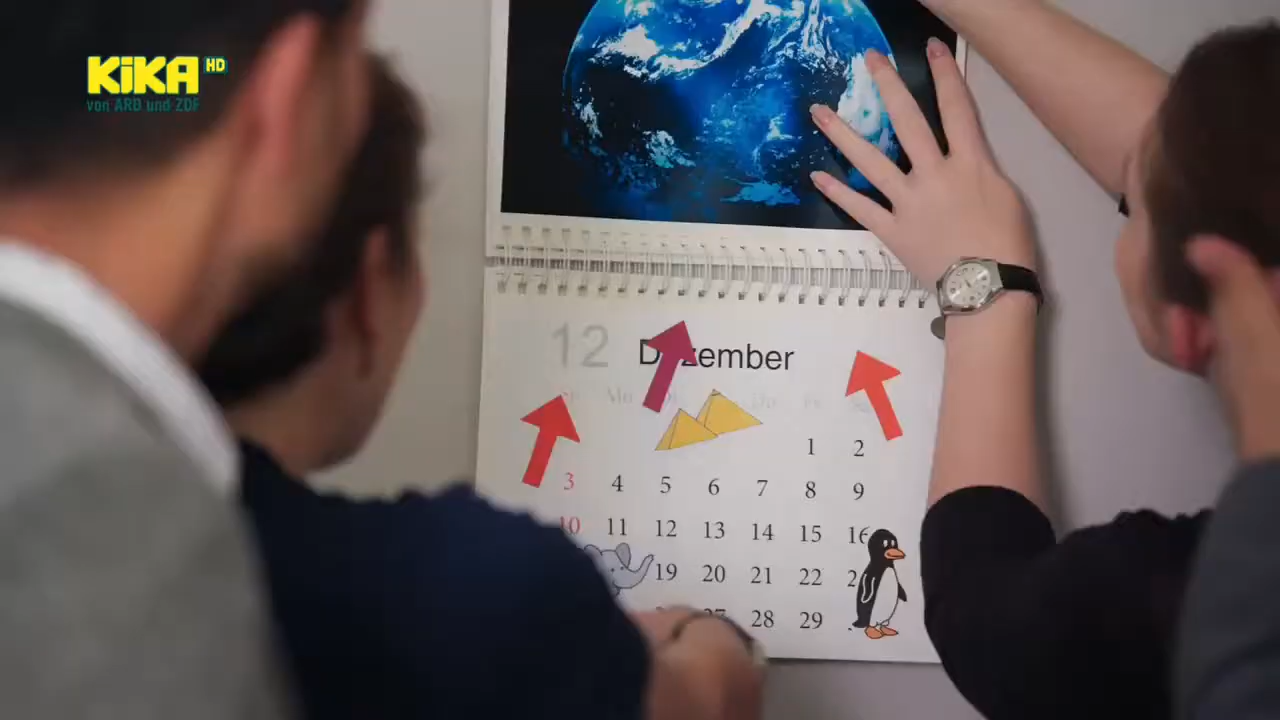 KiKA HD
von ARD und ZDF
12 Dezember
Mo Do Fr
1 2
3 4 5 6 7 8 9
10 11 12 13 14 15 16
19 20 21 22
27 28 29